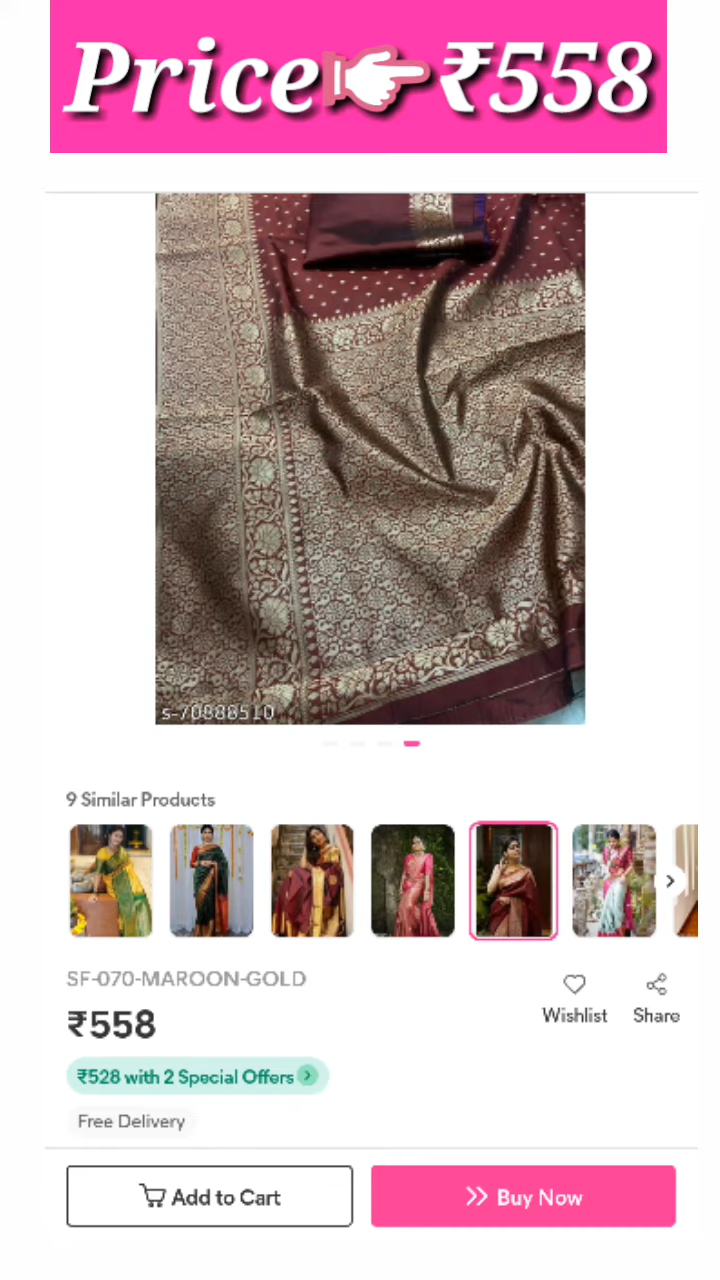 Price👉₹558
s-70888510
9 Similar Products
SF-070-MAROON-GOLD
₹558
Wishlist
Share
₹528 with 2 Special Offers
Free Delivery
Add to Cart
Buy Now